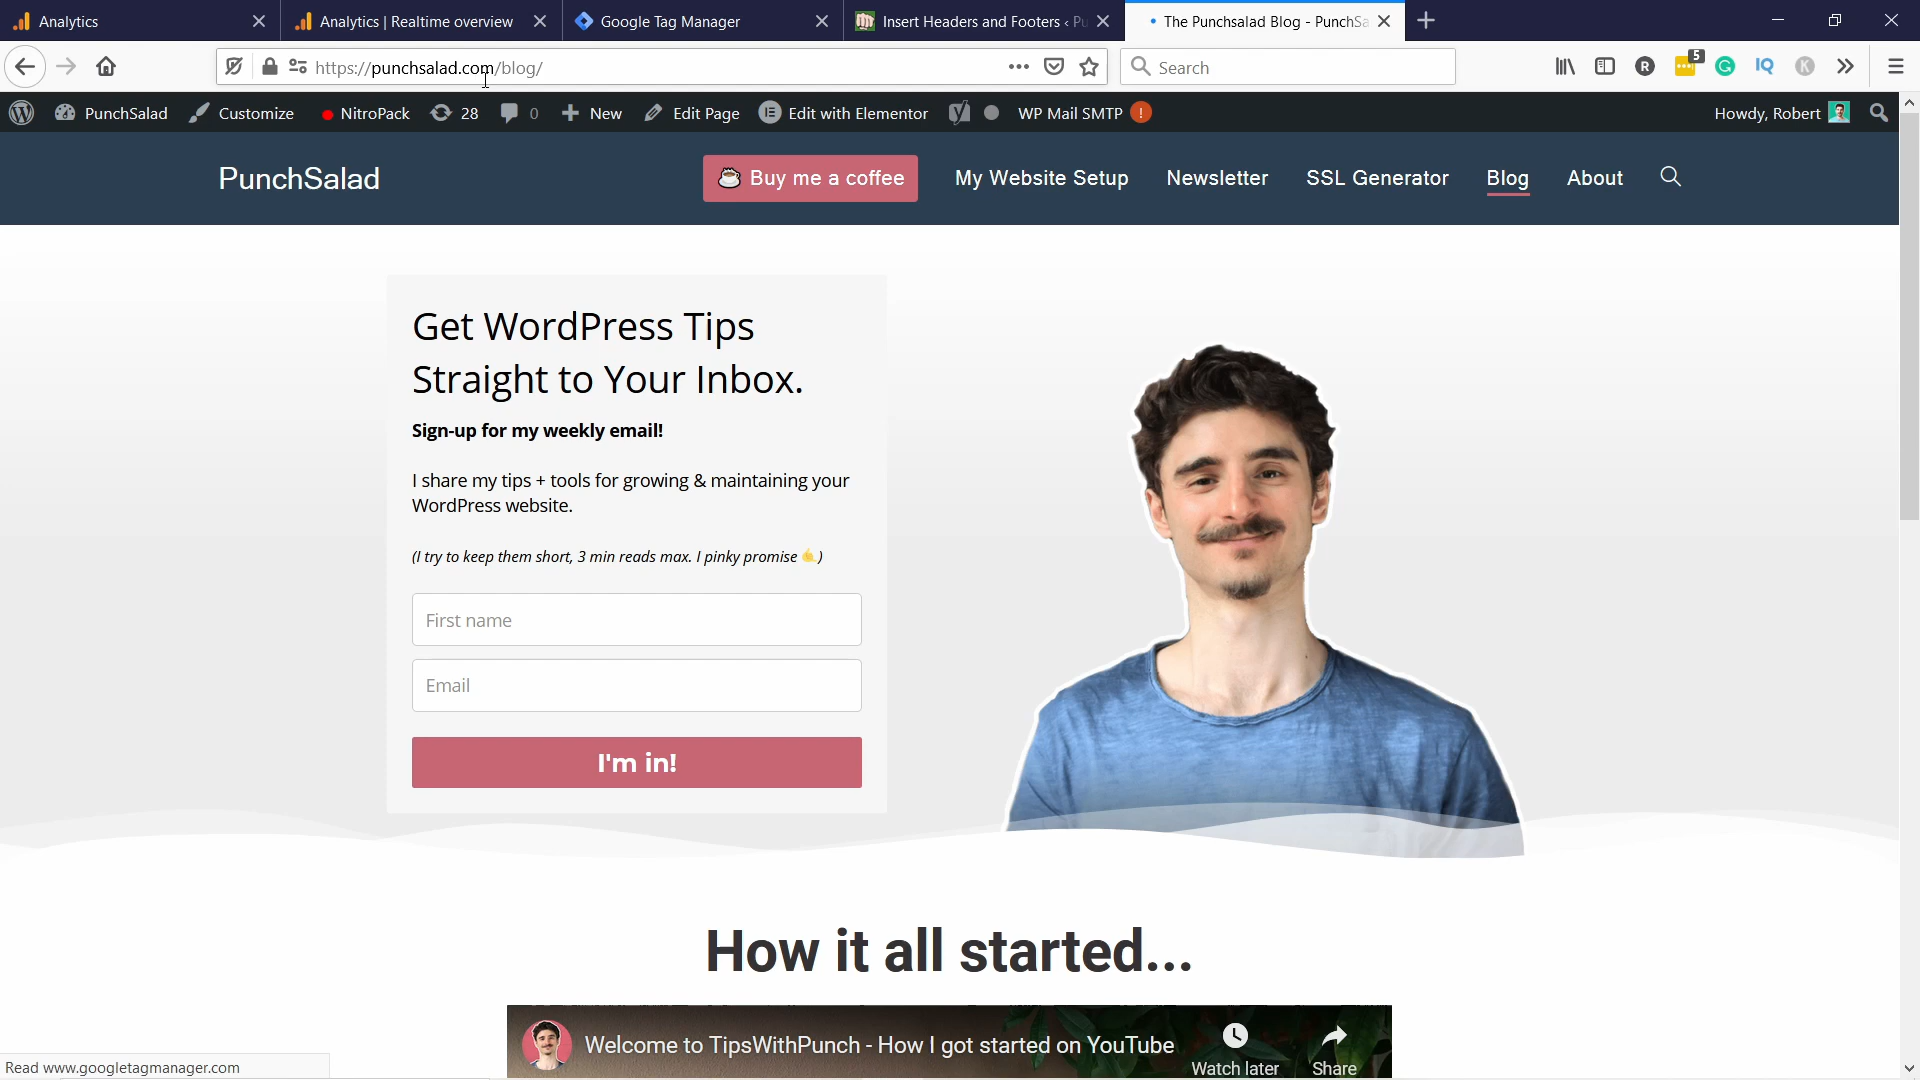 Analytics
Analytics | Realtime overview
Google Tag Manager
Insert Headers and Footers ‹ Pu
The Punchsalad Blog - PunchSa
https://punchsalad.com/blog/
Search
5
PunchSalad
Customize
NitroPack
28
0
New
Edit Page
Edit with Elementor
WP Mail SMTP
!
Howdy, Robert
PunchSalad
Buy me a coffee
My Website Setup
Newsletter
SSL Generator
Blog
About
Get WordPress Tips
Straight to Your Inbox.
Sign-up for my weekly email!
I share my tips + tools for growing & maintaining your
WordPress website.
(I try to keep them short, 3 min reads max. I pinky promise 🤙)
First name
Email
I'm in!
How it all started...
Welcome to TipsWithPunch - How I got started on YouTube
Watch later
Share
Read www.googletagmanager.com